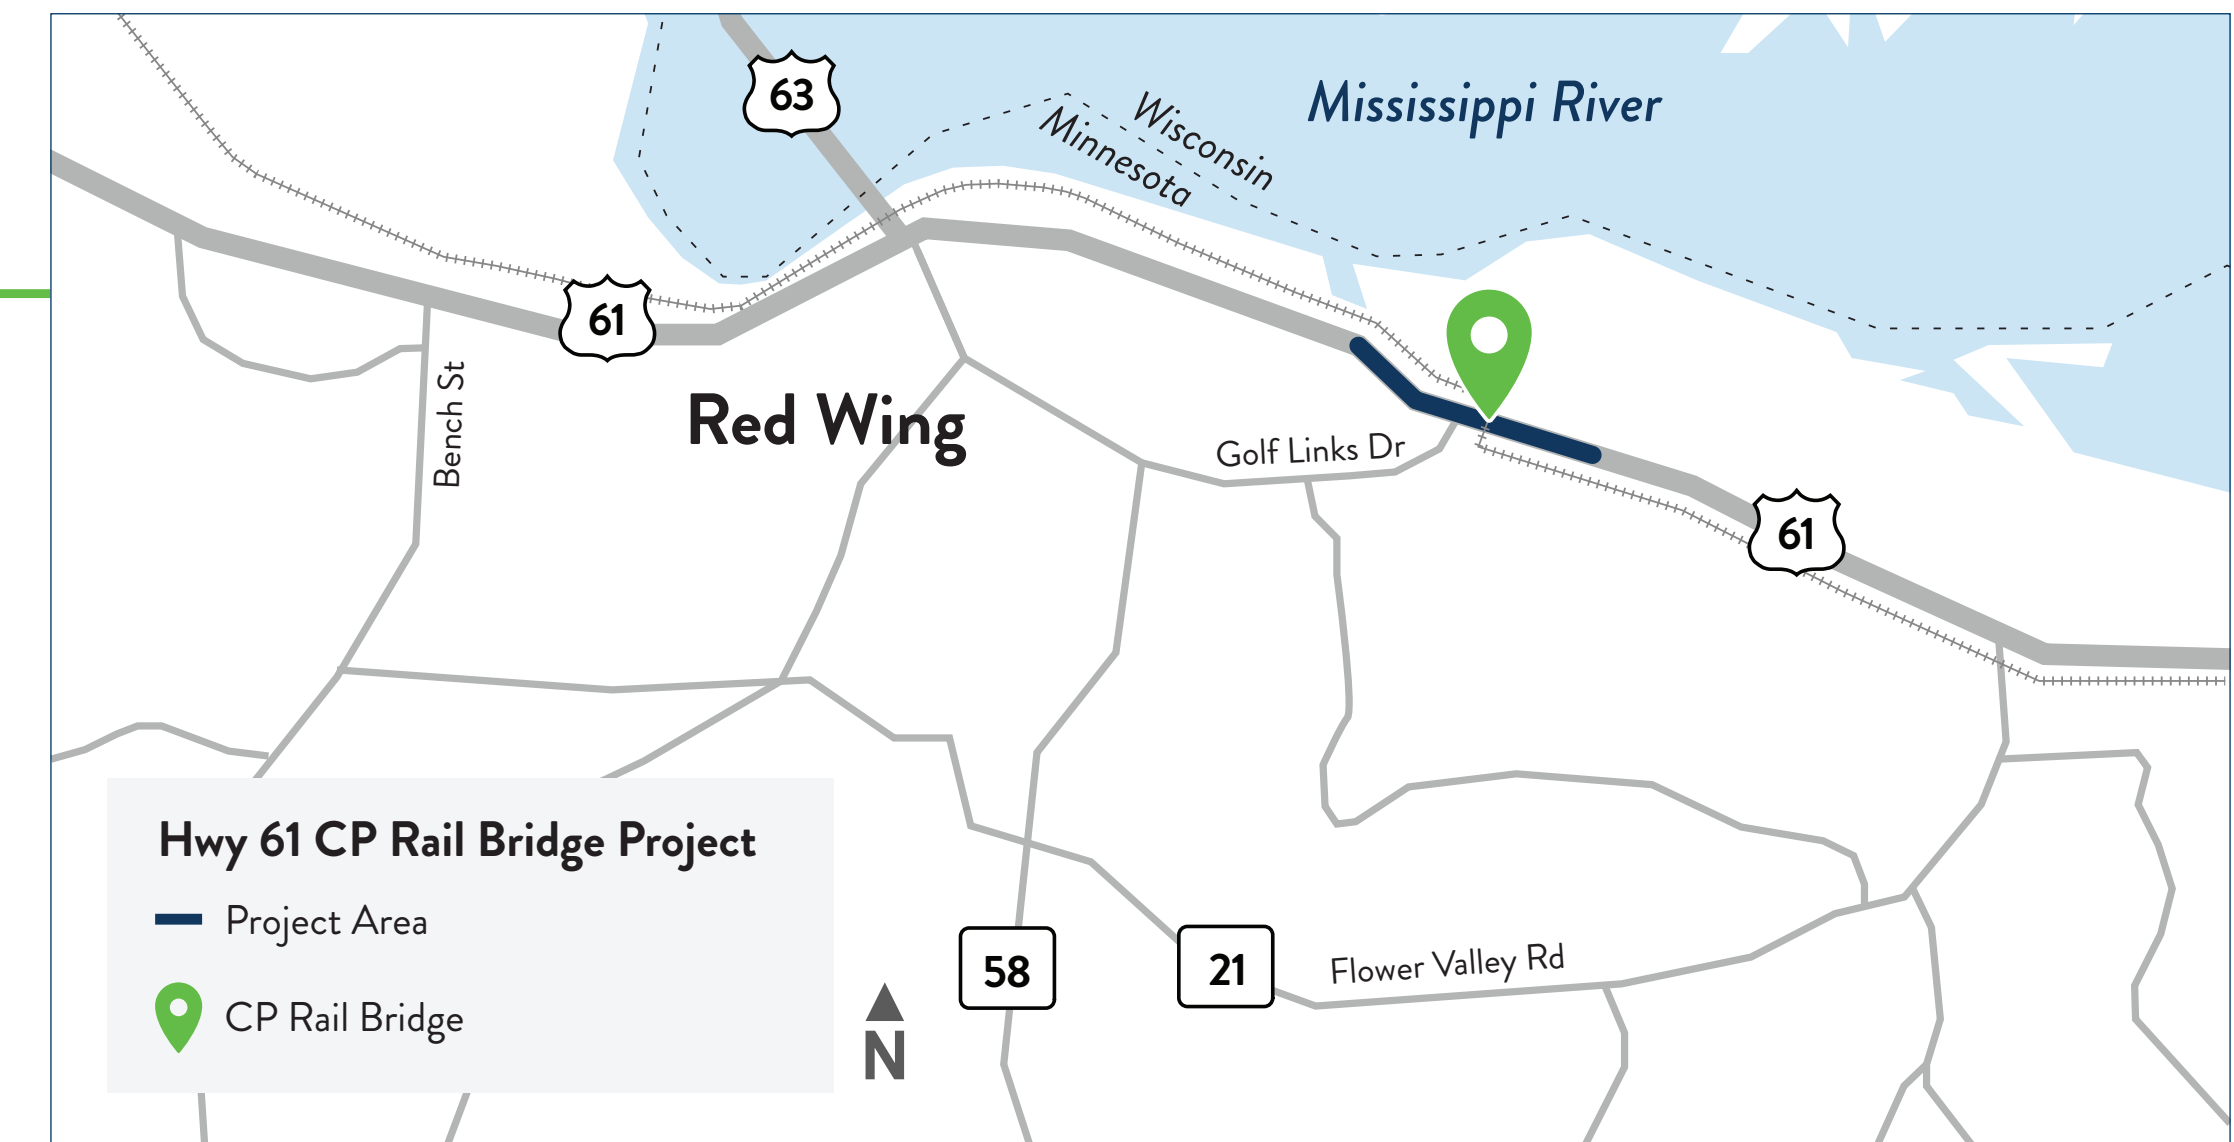 63
Mississippi River
Wisconsin
Minnesota
61
Bench St
Red Wing
Golf Links Dr
61
Hwy 61 CP Rail Bridge Project
Project Area
CP Rail Bridge
N
58
21
Flower Valley Rd